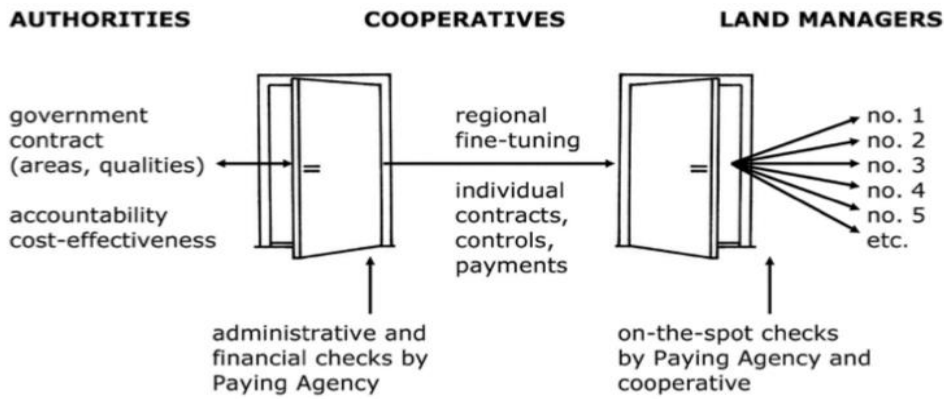 AUTHORITIES
COOPERATIVES
LAND MANAGERS
government
contract
(areas, qualities)
accountability
cost-effectiveness
regional
fine-tuning
individual
contracts,
controls,
payments
no. 1
no. 2
no. 3
no. 4
no. 5
etc.
administrative and
financial checks by
Paying Agency
on-the-spot checks
by Paying Agency and
cooperative